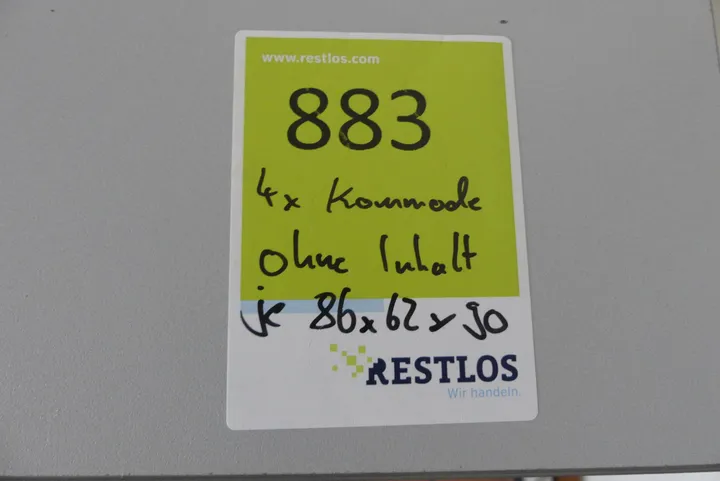 www.restlos.com
883
4x Kommode
ohne Inhalt
je 86x62x90
RESTLOS
Wir handeln.